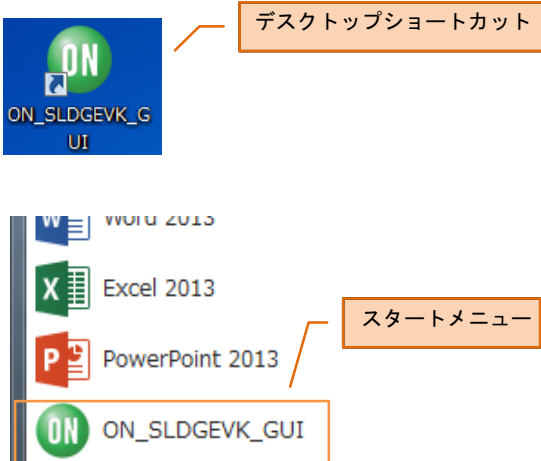 デスクトップショートカット
ON
ON_SLDGEVK_G
UI
Word 2013
Excel 2013
スタートメニュー
PowerPoint 2013
ON_SLDGEVK_GUI